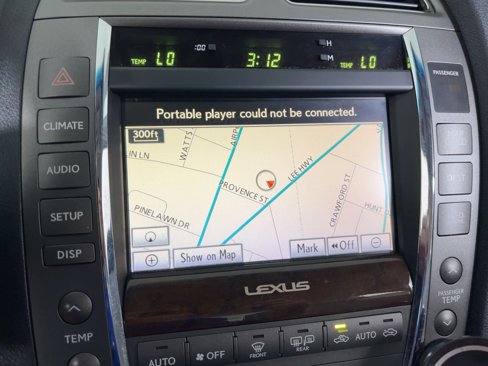 :00 H
TEMP LO 3:12 M TEMP LO
PASSENGER
Portable player could not be connected.
300ft
CLIMATE
AUDIO
SETUP
DISP
WATTS
LIN LN
PROVENCE ST
LEE HWY
CRAWFORD ST
PINELAWN DR
Show on Map
Mark
Off
LEXUS
TEMP
PASSENGER
TEMP
AUTO
OFF
FRONT
REAR
AUTO